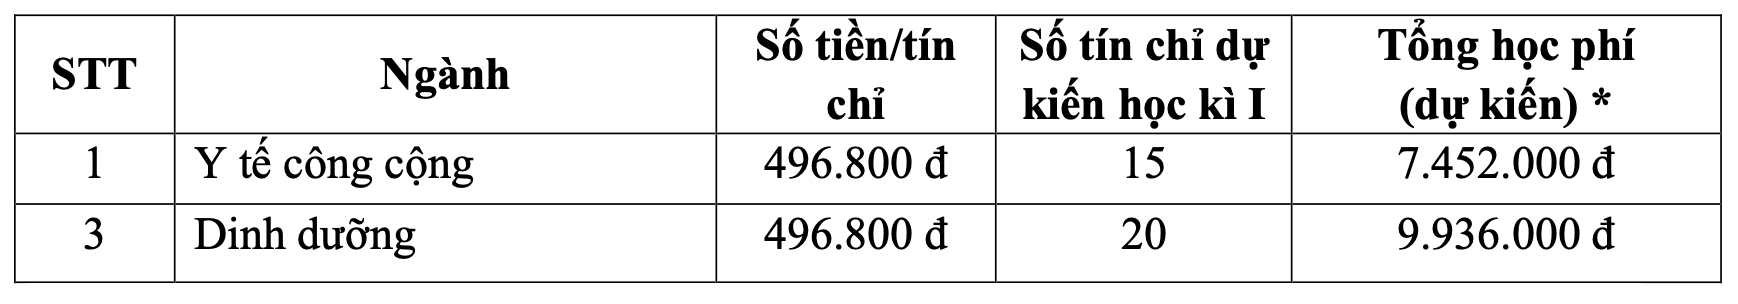 STT Ngành Số tiền/tín chỉ Số tín chỉ dự kiến học kì I Tổng học phí (dự kiến) *
1 Y tế công cộng 496.800 đ 15 7.452.000 đ
3 Dinh dưỡng 496.800 đ 20 9.936.000 đ